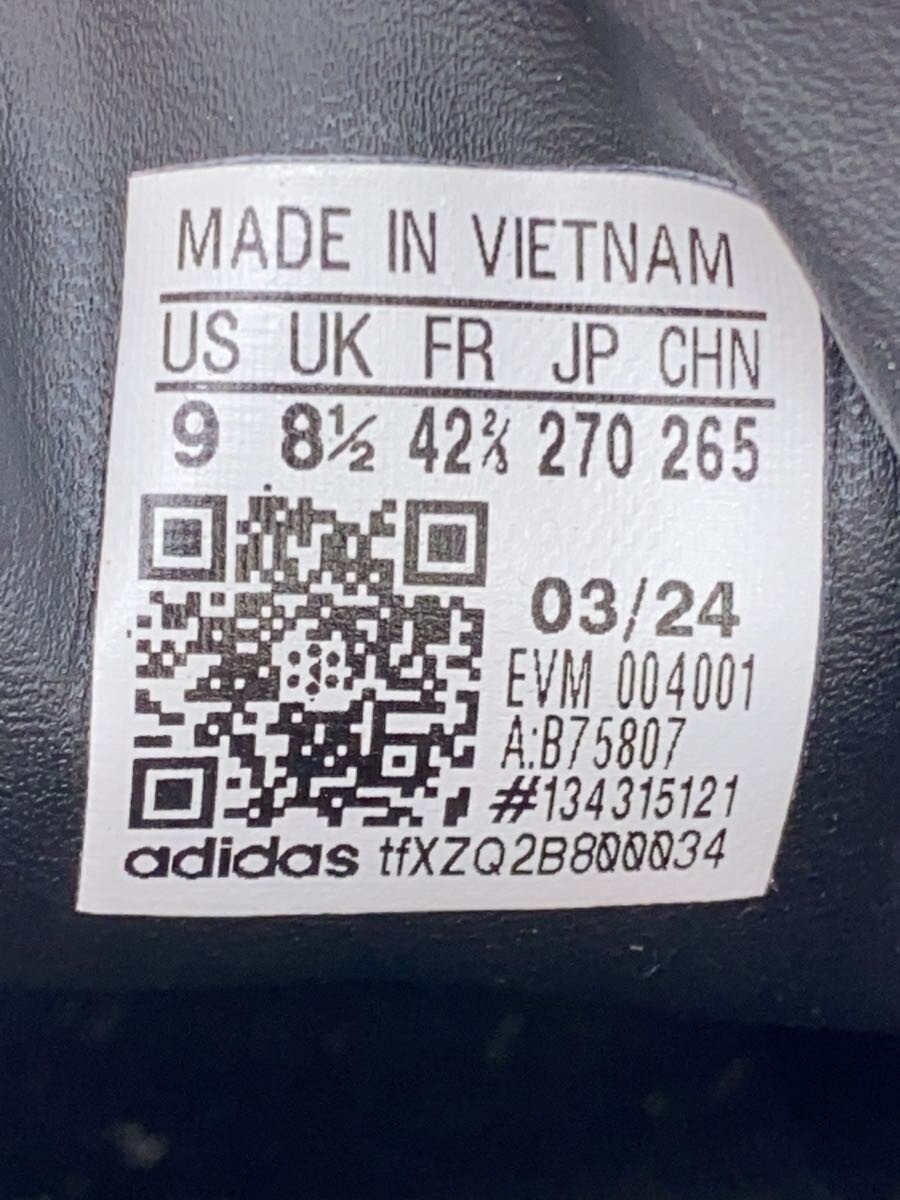 MADE IN VIETNAM
US UK FR JP CHN
9 8½ 42⅔ 270 265
03/24
EVM 004001
A:B75807
#134315121
adidas tfXZQ2B800034